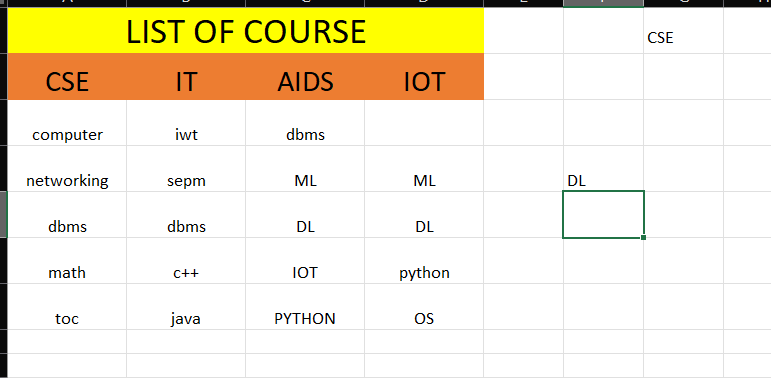 LIST OF COURSE
CSE
CSE IT AIDS IOT
computer iwt dbms
networking sepm ML ML DL
dbms dbms DL DL
math c++ IOT python
toc java PYTHON OS